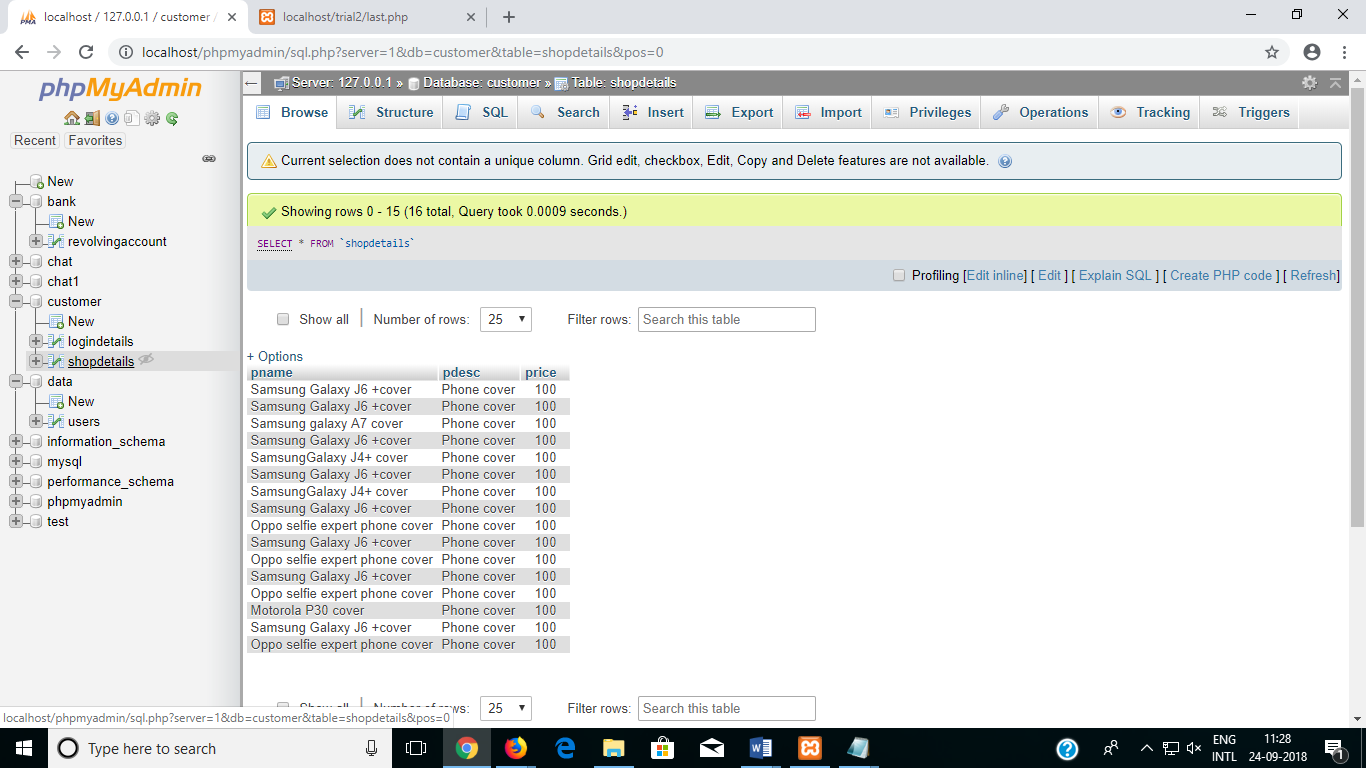 localhost / 127.0.0.1 / customer /
localhost/trial2/last.php
localhost/phpmyadmin/sql.php?server=1&db=customer&table=shopdetails&pos=0
phpMyAdmin
Recent Favorites
New
bank
New
revolvingaccount
chat
chat1
customer
New
logindetails
shopdetails
data
New
users
information_schema
mysql
performance_schema
phpmyadmin
test
Server: 127.0.0.1 » Database: customer » Table: shopdetails
Browse Structure SQL Search Insert Export Import Privileges Operations Tracking Triggers
Current selection does not contain a unique column. Grid edit, checkbox, Edit, Copy and Delete features are not available.
Showing rows 0 - 15 (16 total, Query took 0.0009 seconds.)
SELECT * FROM `shopdetails`
Profiling [Edit inline] [ Edit ] [ Explain SQL ] [ Create PHP code ] [ Refresh]
Show all | Number of rows: 25 Filter rows: Search this table
+ Options
pname pdesc price
Samsung Galaxy J6 +cover Phone cover 100
Samsung Galaxy J6 +cover Phone cover 100
Samsung galaxy A7 cover Phone cover 100
Samsung Galaxy J6 +cover Phone cover 100
SamsungGalaxy J4+ cover Phone cover 100
Samsung Galaxy J6 +cover Phone cover 100
SamsungGalaxy J4+ cover Phone cover 100
Samsung Galaxy J6 +cover Phone cover 100
Oppo selfie expert phone cover Phone cover 100
Samsung Galaxy J6 +cover Phone cover 100
Oppo selfie expert phone cover Phone cover 100
Samsung Galaxy J6 +cover Phone cover 100
Oppo selfie expert phone cover Phone cover 100
Motorola P30 cover Phone cover 100
Samsung Galaxy J6 +cover Phone cover 100
Oppo selfie expert phone cover Phone cover 100
Show all | Number of rows: 25 Filter rows: Search this table
localhost/phpmyadmin/sql.php?server=1&db=customer&table=shopdetails&pos=0
Type here to search
ENG
INTL
11:28
24-09-2018
1